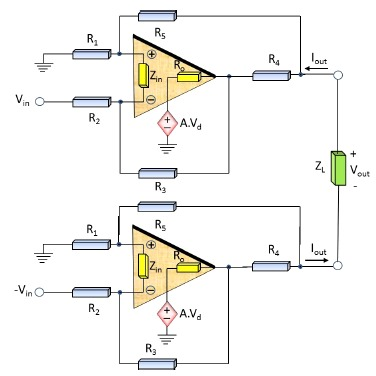 R5
R1
Ro
R4
Iout
+
Zin
Vin
−
R2
+
−
A.Vd
R3
ZL
+
Vout
-
R5
R1
Ro
R4
Iout
+
Zin
-Vin
−
R2
+
−
A.Vd
R3